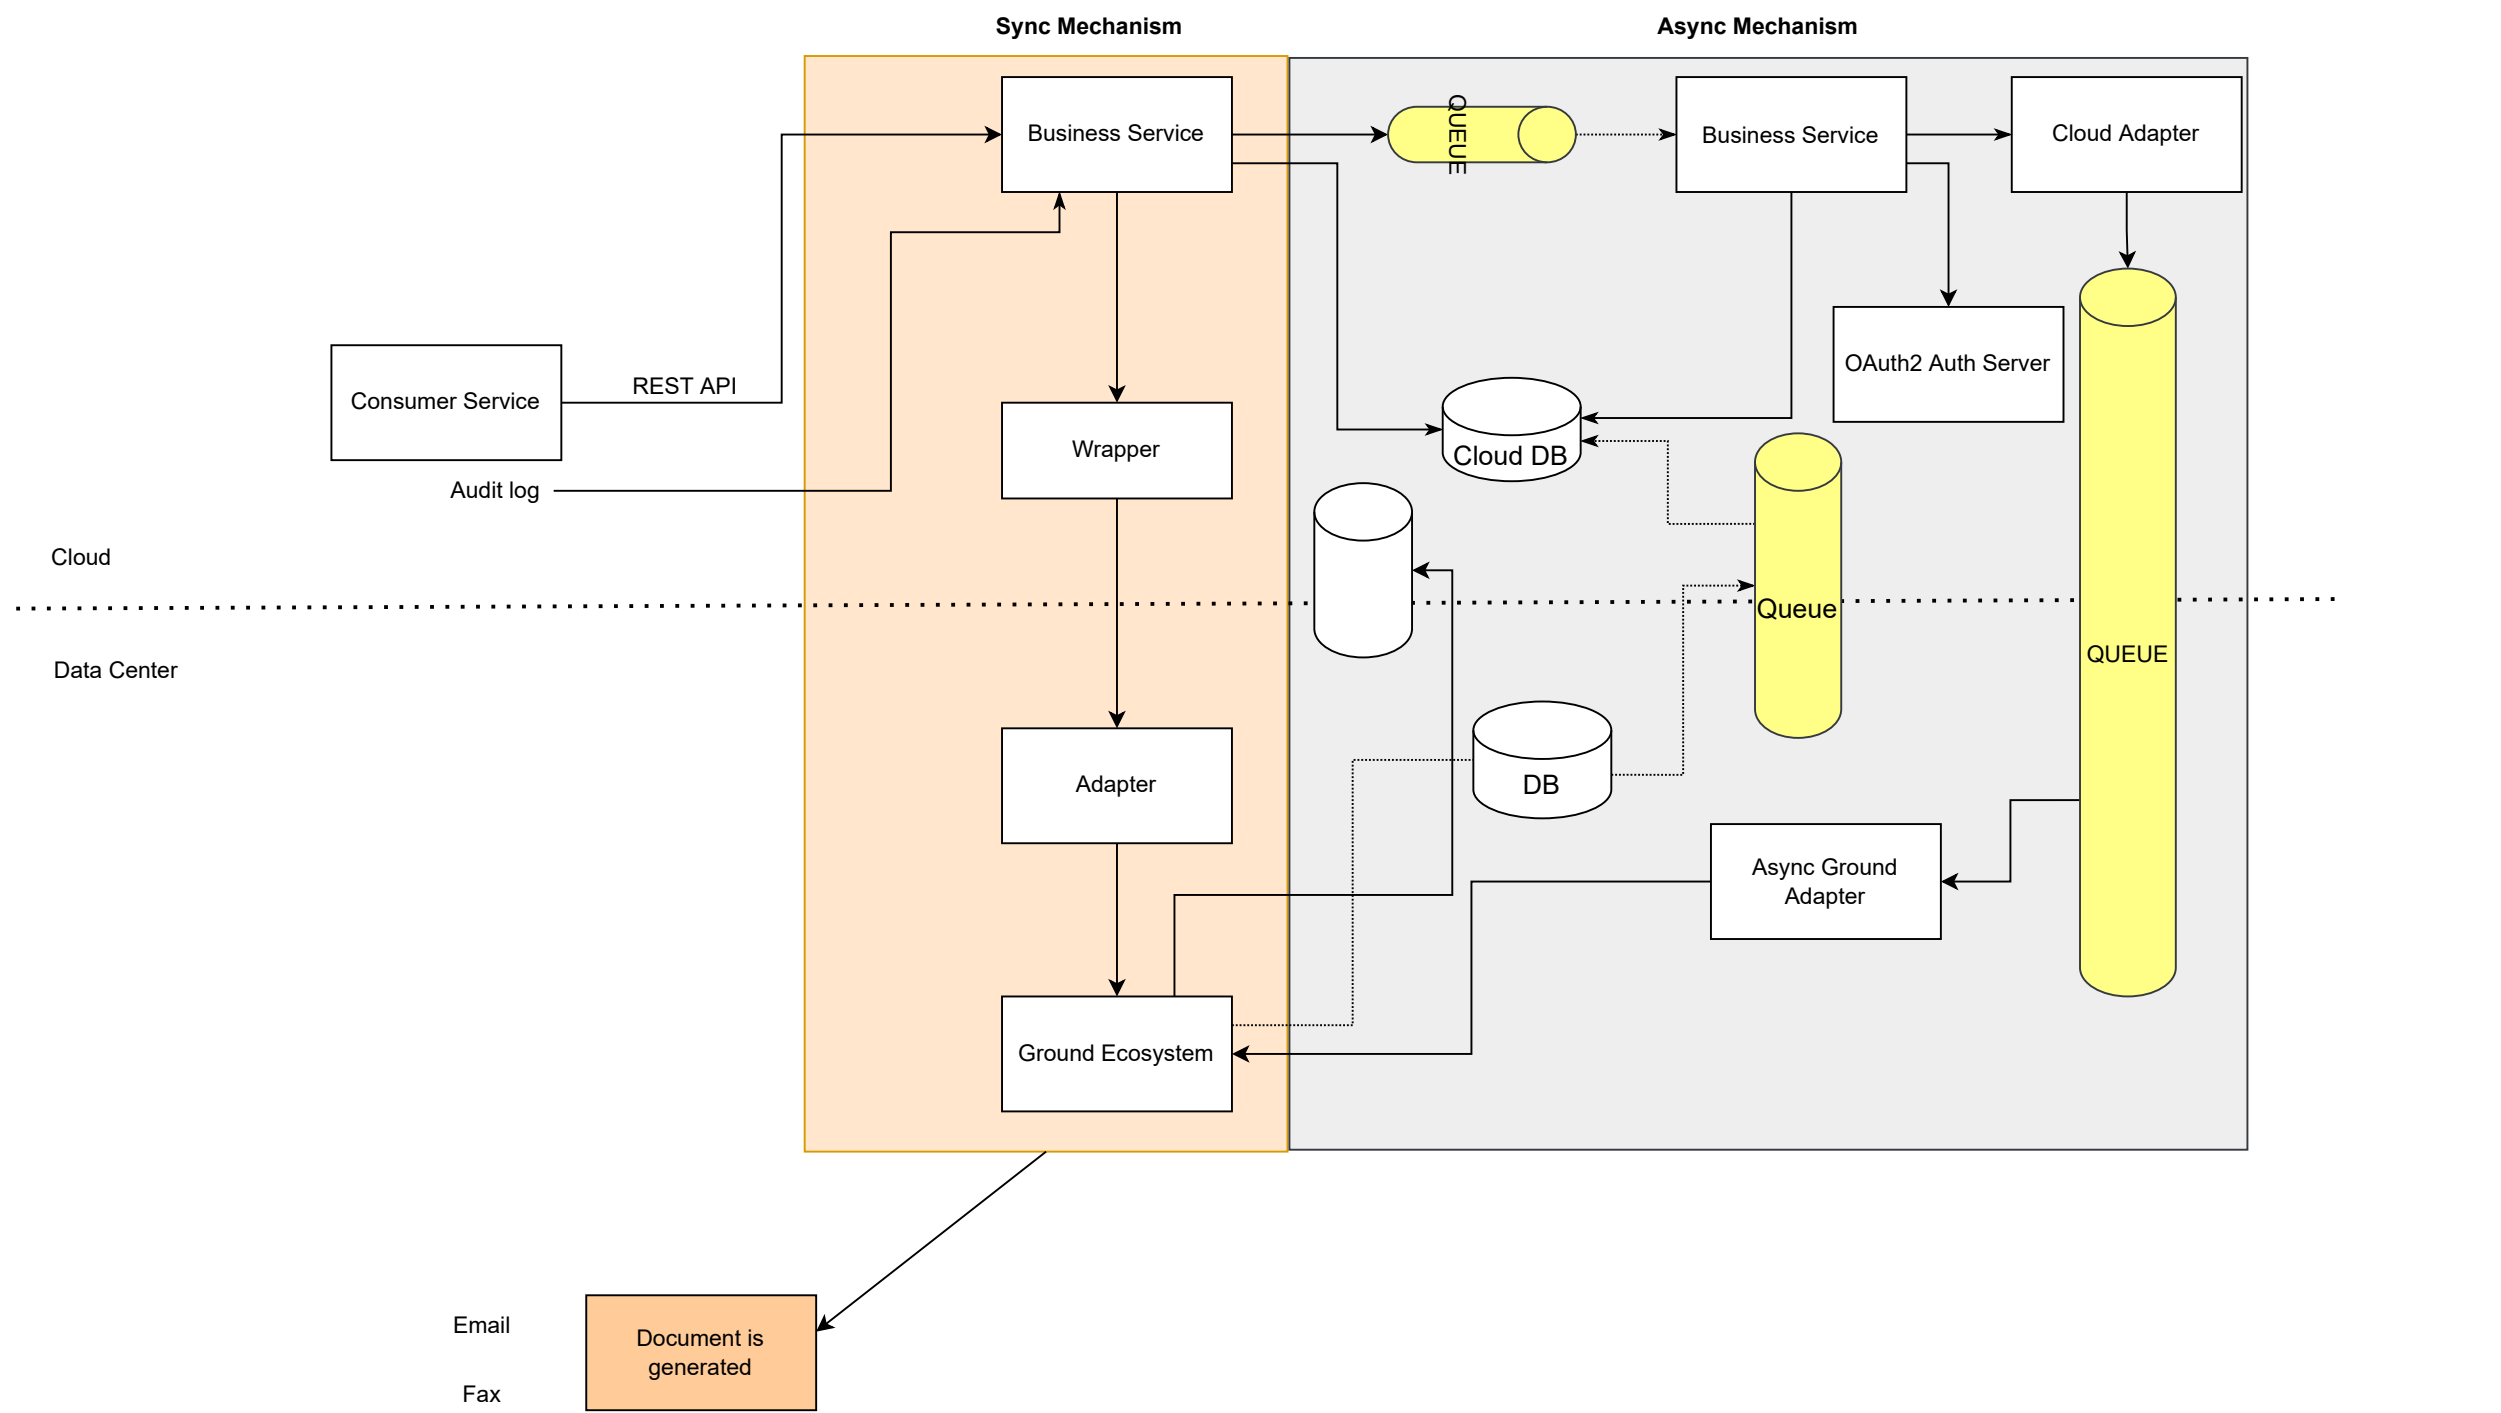 Sync Mechanism
Async Mechanism
Business Service
QUEUE
Business Service
Cloud Adapter
OAuth2 Auth Server
REST API
Consumer Service
Wrapper
Cloud DB
Audit log
Cloud
Queue
QUEUE
Data Center
Adapter
DB
Async Ground
Adapter
Ground Ecosystem
Email
Document is
generated
Fax